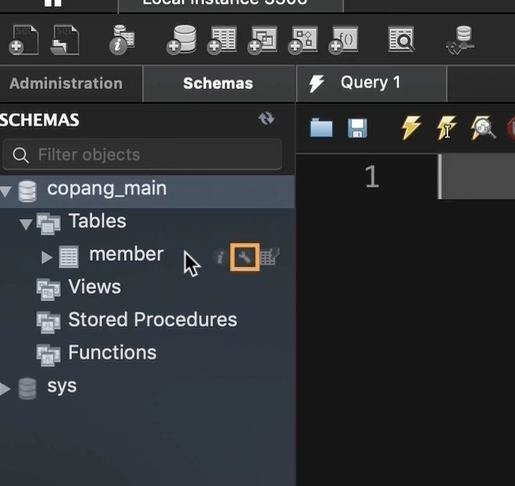 Local instance 3306
Administration
Schemas
Query 1
SCHEMAS
Filter objects
1
copang_main
Tables
member
Views
Stored Procedures
Functions
sys